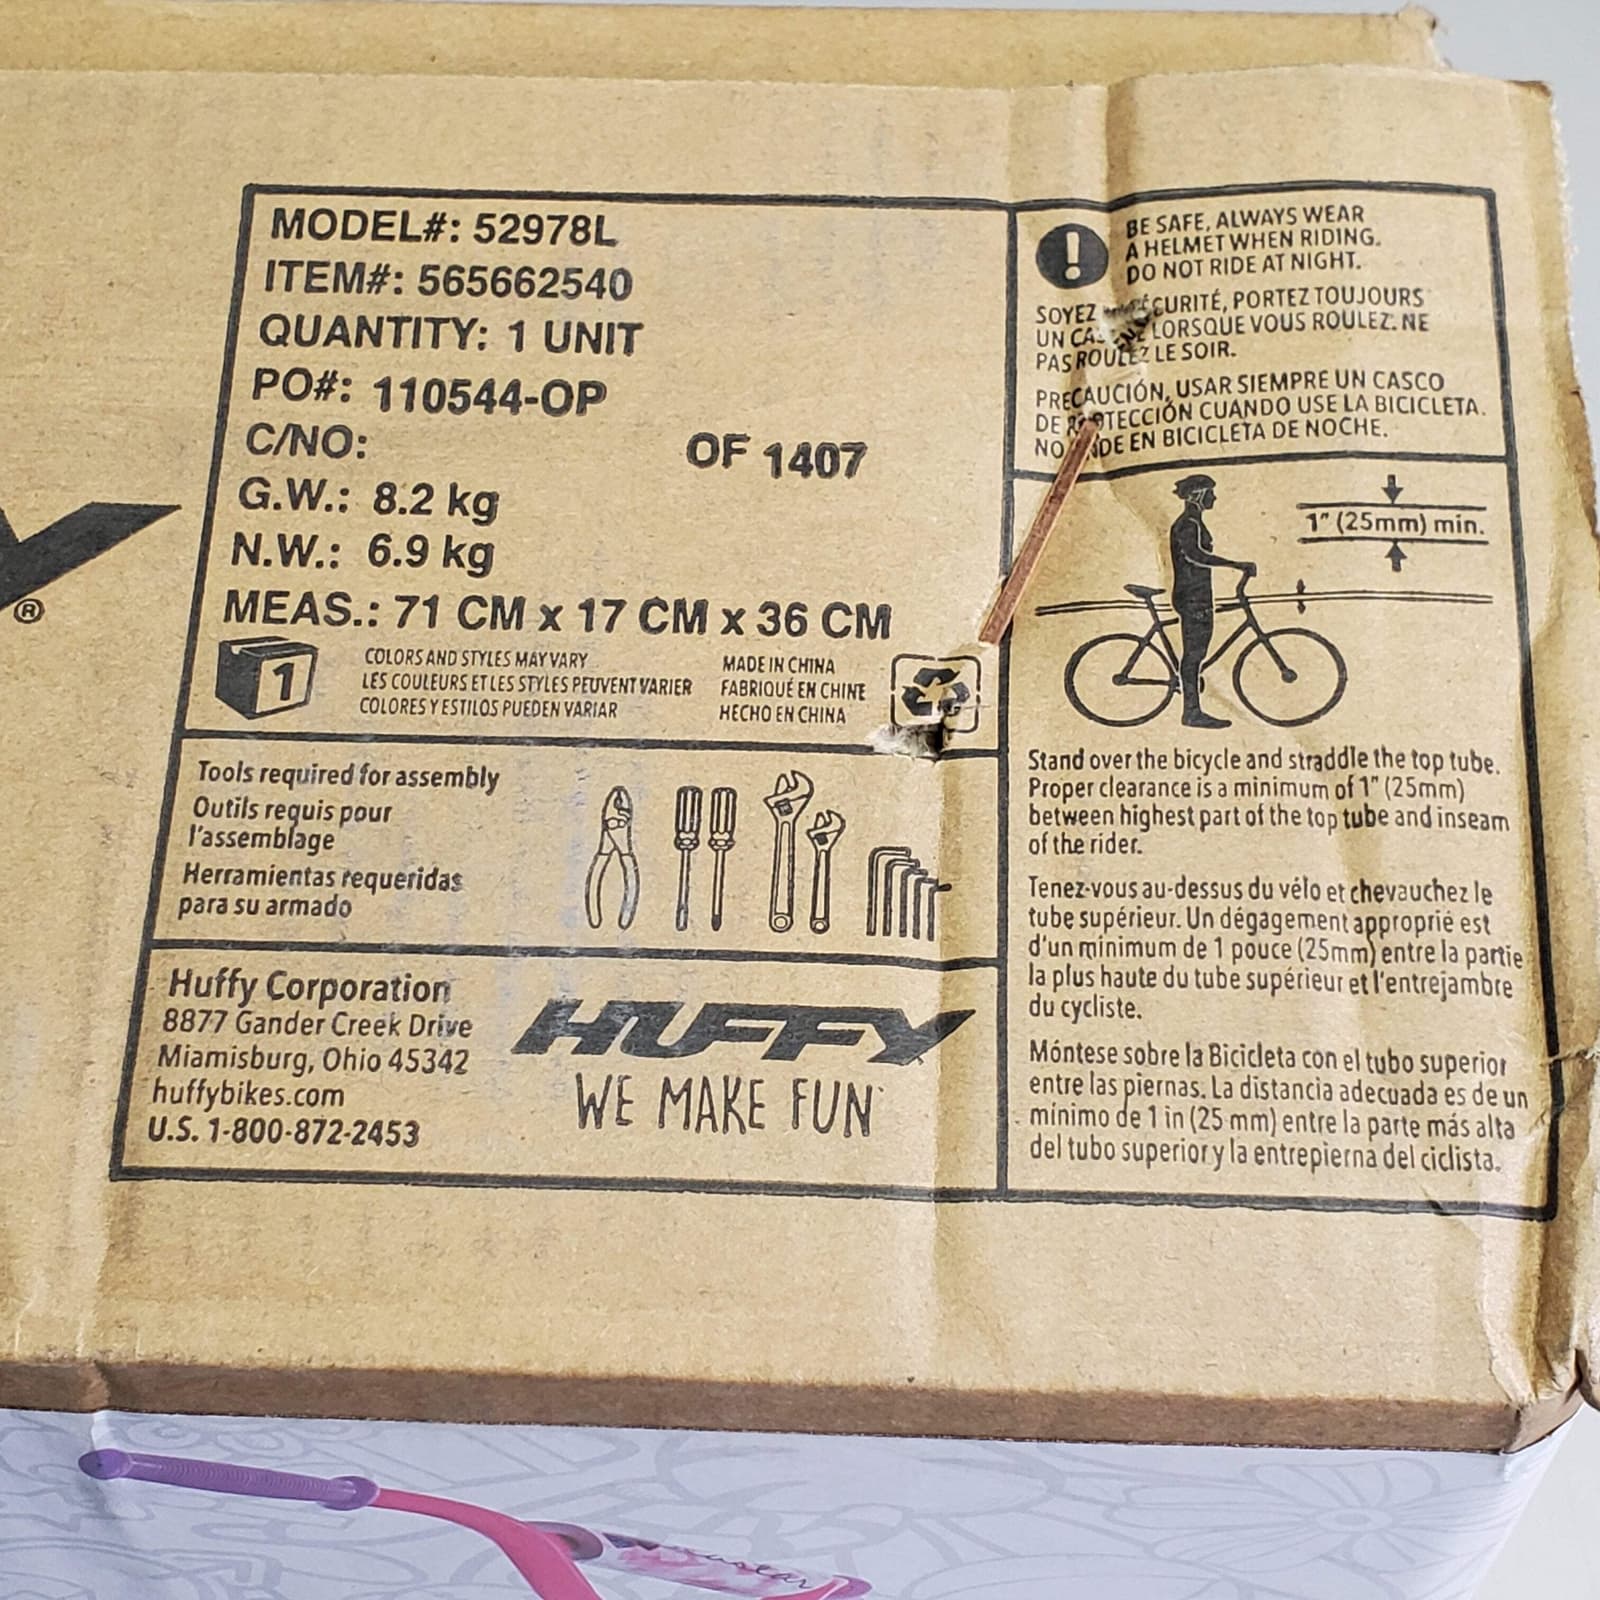 MODEL#: 52978L
ITEM#: 565662540
QUANTITY: 1 UNIT
PO#: 110544-OP
C/NO: OF 1407
G.W.: 8.2 kg
N.W.: 6.9 kg
MEAS.: 71 CM x 17 CM x 36 CM
1
COLORS AND STYLES MAY VARY
LES COULEURS ET LES STYLES PEUVENT VARIER
COLORES Y ESTILOS PUEDEN VARIAR
MADE IN CHINA
FABRIQUÉ EN CHINE
HECHO EN CHINA
Tools required for assembly
Outils requis pour
l'assemblage
Herramientas requeridas
para su armado
Huffy Corporation
8877 Gander Creek Drive
Miamisburg, Ohio 45342
huffybikes.com
U.S. 1-800-872-2453
HUFFY
WE MAKE FUN
!
BE SAFE, ALWAYS WEAR
A HELMET WHEN RIDING.
DO NOT RIDE AT NIGHT.
SOYEZ PORTEZ TOUJOURS
UN LORSQUE VOUS ROULEZ. NE
PAS ROULEZ LE SOIR.
PRECAUCIÓN, USAR SIEMPRE UN CASCO
DE CUANDO USE LA BICICLETA.
NO EN BICICLETA DE NOCHE.
1" (25mm) min.
Stand over the bicycle and straddle the top tube.
Proper clearance is a minimum of 1" (25mm)
between highest part of the top tube and inseam
of the rider.
Tenez-vous au-dessus du vélo et chevauchez le
tube supérieur. Un dégagement approprié est
d'un minimum de 1 pouce (25mm) entre la partie
la plus haute du tube supérieur et l'entrejambre
du cycliste.
Móntese sobre la Bicicleta con el tubo superior
entre las piernas. La distancia adecuada es de un
mínimo de 1 in (25 mm) entre la parte más alta
del tubo superior y la entrepierna del ciclista.
Y®